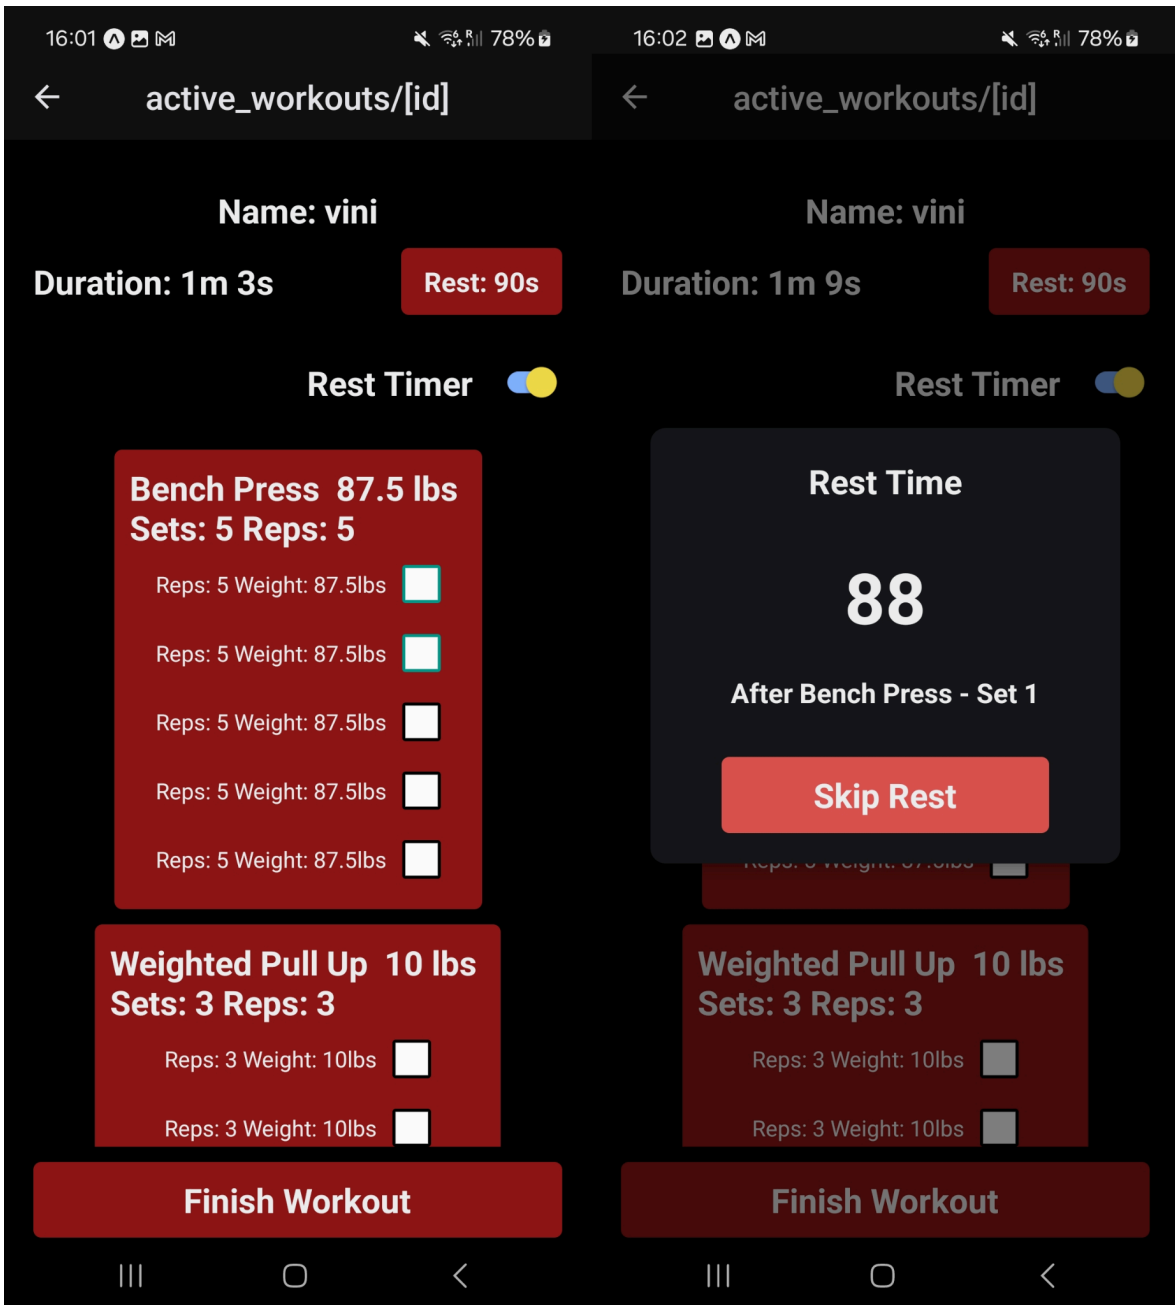 16:01 78%
active_workouts/[id]
Name: vini
Duration: 1m 3s
Rest: 90s
Rest Timer
Bench Press 87.5 lbs
Sets: 5 Reps: 5
Reps: 5 Weight: 87.5lbs
Reps: 5 Weight: 87.5lbs
Reps: 5 Weight: 87.5lbs
Reps: 5 Weight: 87.5lbs
Reps: 5 Weight: 87.5lbs
Weighted Pull Up 10 lbs
Sets: 3 Reps: 3
Reps: 3 Weight: 10lbs
Reps: 3 Weight: 10lbs
Finish Workout
16:02 78%
active_workouts/[id]
Name: vini
Duration: 1m 9s
Rest: 90s
Rest Timer
Rest Time
88
After Bench Press - Set 1
Skip Rest
Reps: 5 Weight: 87.5lbs
Weighted Pull Up 10 lbs
Sets: 3 Reps: 3
Reps: 3 Weight: 10lbs
Reps: 3 Weight: 10lbs
Finish Workout